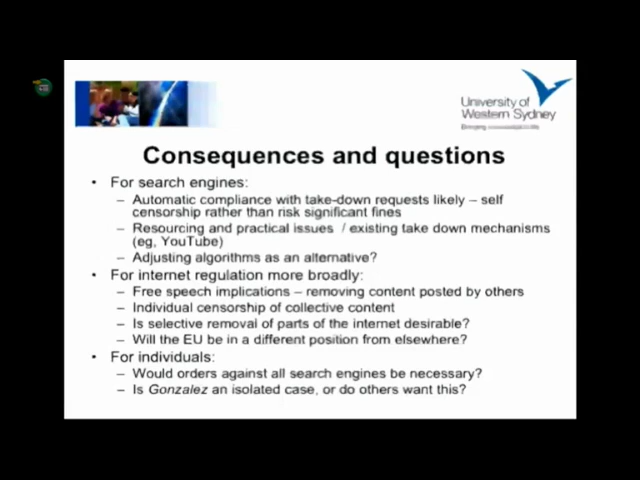 University of
Western Sydney
Consequences and questions
• For search engines:
– Automatic compliance with take-down requests likely – self
censorship rather than risk significant fines
– Resourcing and practical issues / existing take down mechanisms
(eg, YouTube)
– Adjusting algorithms as an alternative?
• For internet regulation more broadly:
– Free speech implications – removing content posted by others
– Individual censorship of collective content
– Is selective removal of parts of the internet desirable?
– Will the EU be in a different position from elsewhere?
• For individuals:
– Would orders against all search engines be necessary?
– Is Gonzalez an isolated case, or do others want this?